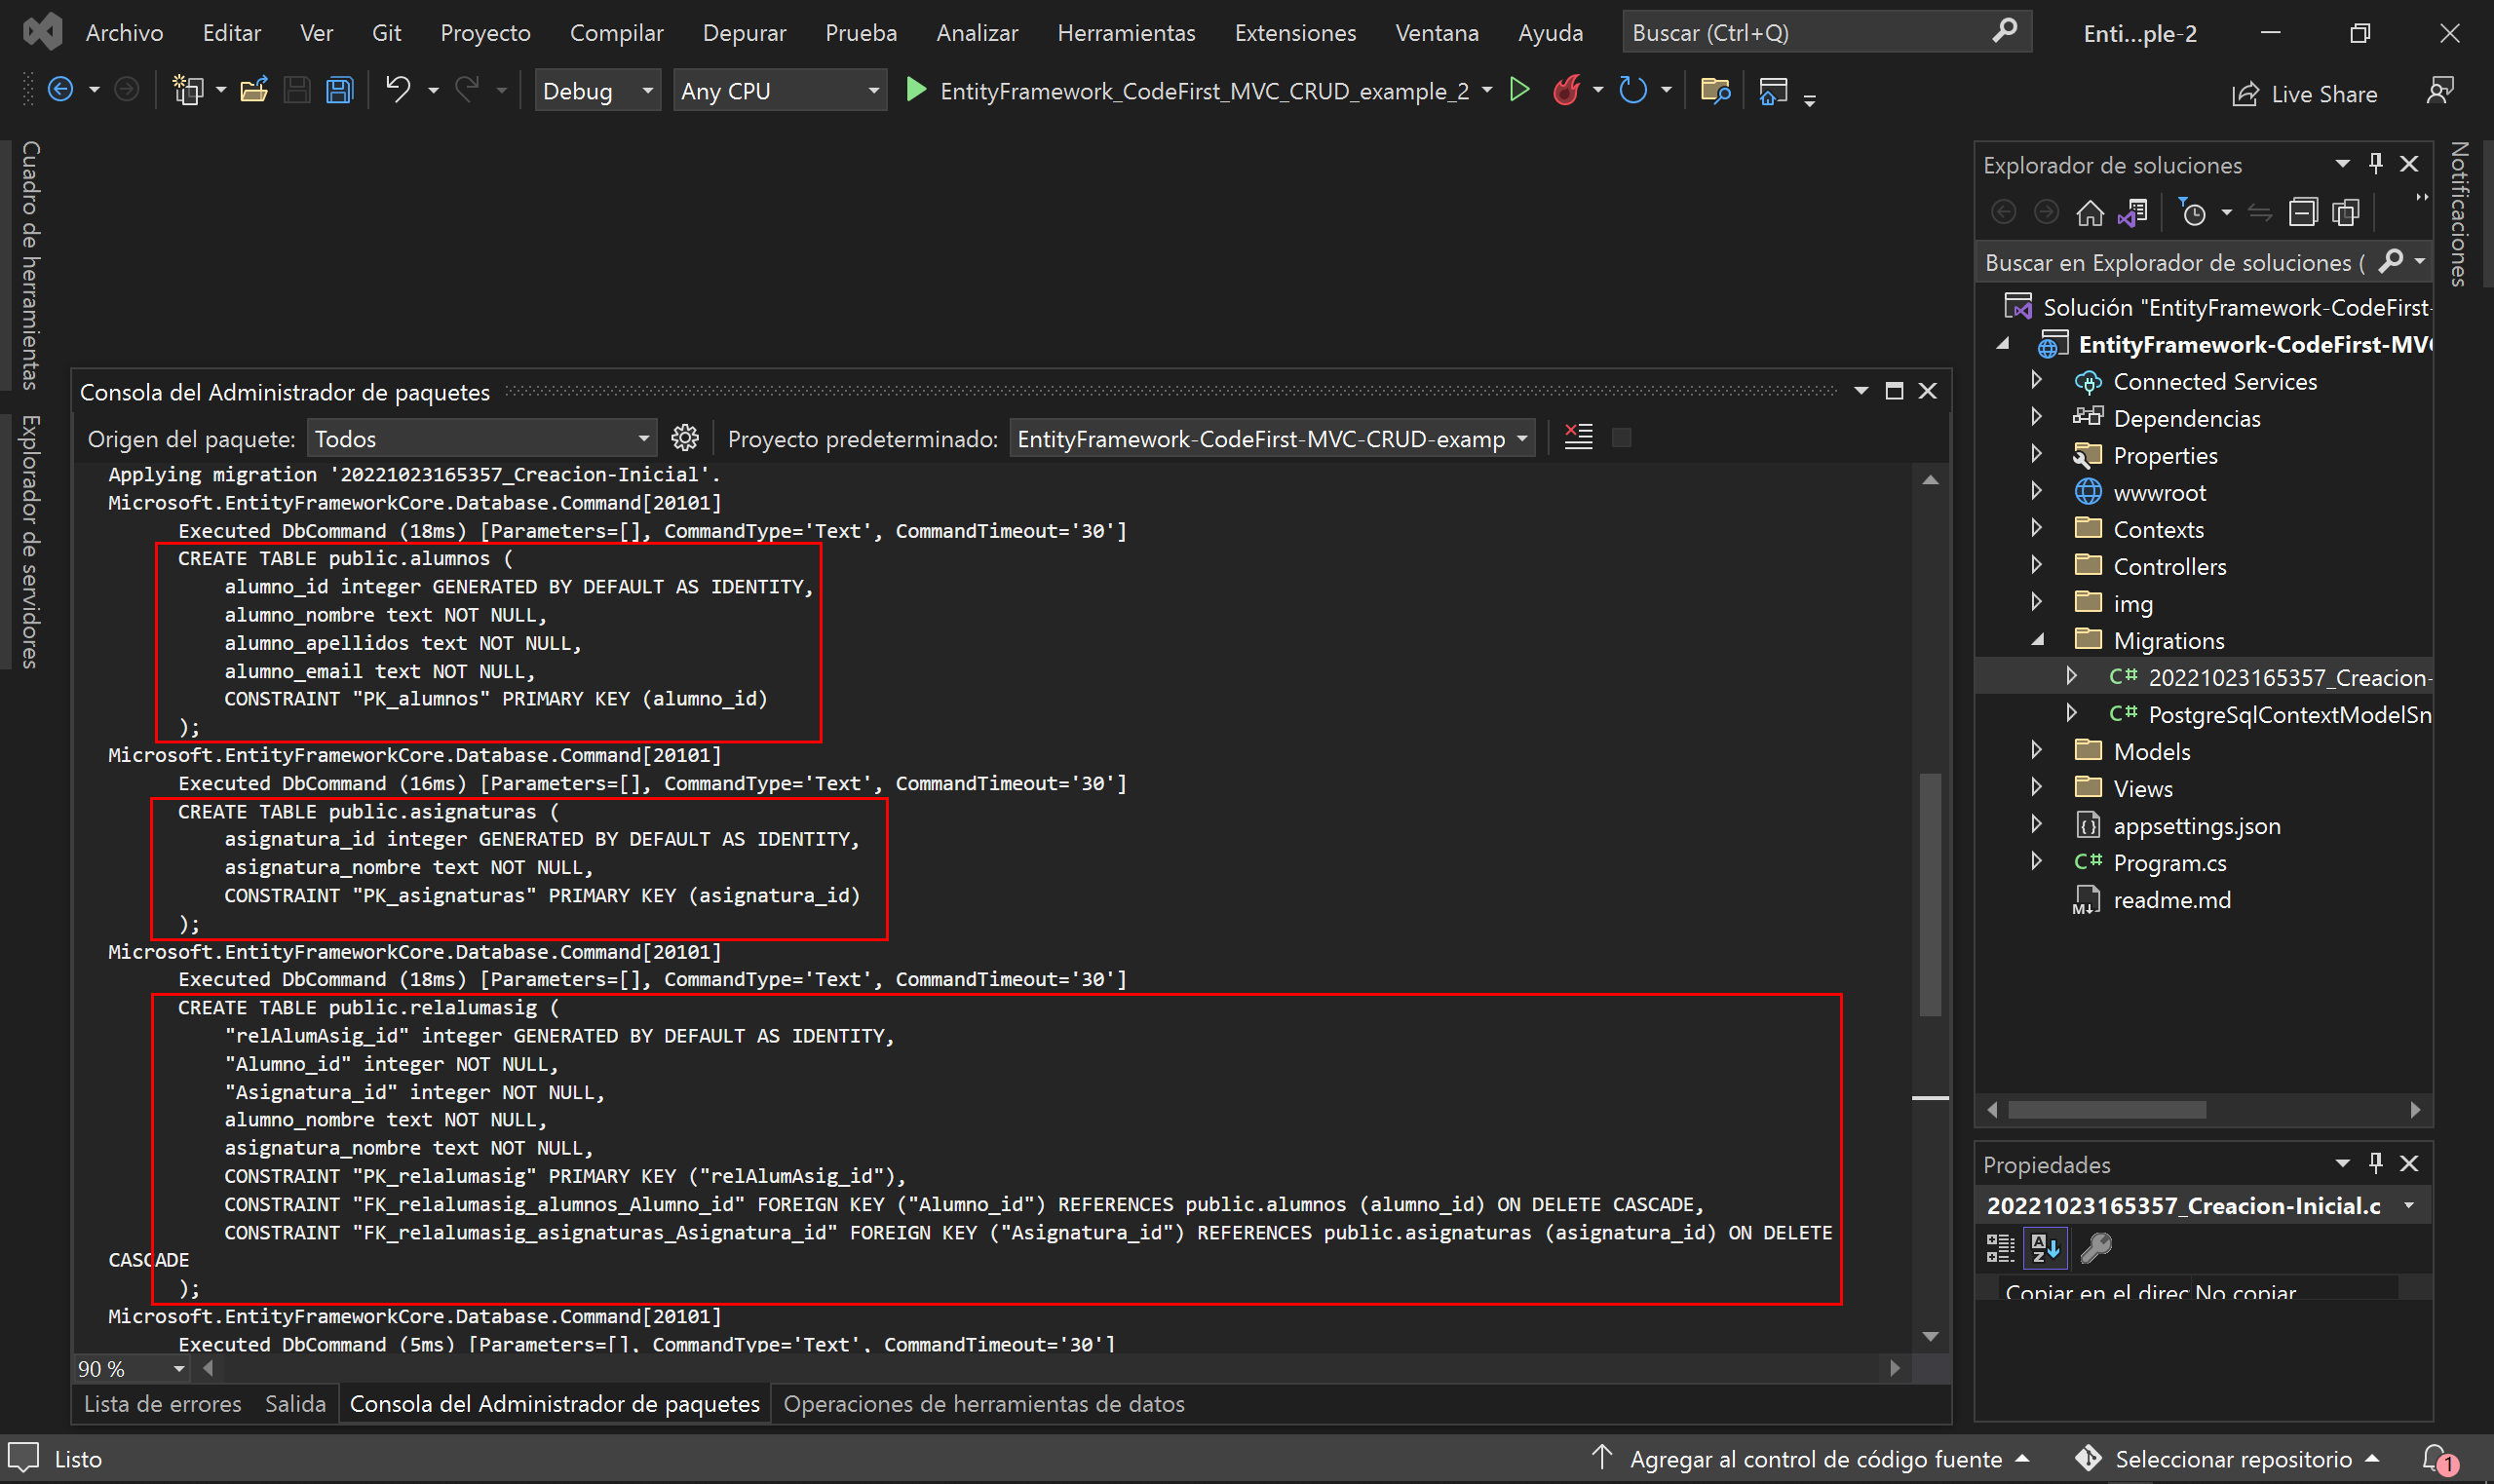 Archivo Editar Ver Git Proyecto Compilar Depurar Prueba Analizar Herramientas Extensiones Ventana Ayuda Buscar (Ctrl+Q) Enti...ple-2
Debug Any CPU EntityFramework_CodeFirst_MVC_CRUD_example_2 Live Share
Cuadro de herramientas
Explorador de servidores
Consola del Administrador de paquetes
Origen del paquete: Todos Proyecto predeterminado: EntityFramework-CodeFirst-MVC-CRUD-examp
Applying migration '20221023165357_Creacion-Inicial'.
Microsoft.EntityFrameworkCore.Database.Command[20101]
Executed DbCommand (18ms) [Parameters=[], CommandType='Text', CommandTimeout='30']
CREATE TABLE public.alumnos (
alumno_id integer GENERATED BY DEFAULT AS IDENTITY,
alumno_nombre text NOT NULL,
alumno_apellidos text NOT NULL,
alumno_email text NOT NULL,
CONSTRAINT "PK_alumnos" PRIMARY KEY (alumno_id)
);
Microsoft.EntityFrameworkCore.Database.Command[20101]
Executed DbCommand (16ms) [Parameters=[], CommandType='Text', CommandTimeout='30']
CREATE TABLE public.asignaturas (
asignatura_id integer GENERATED BY DEFAULT AS IDENTITY,
asignatura_nombre text NOT NULL,
CONSTRAINT "PK_asignaturas" PRIMARY KEY (asignatura_id)
);
Microsoft.EntityFrameworkCore.Database.Command[20101]
Executed DbCommand (18ms) [Parameters=[], CommandType='Text', CommandTimeout='30']
CREATE TABLE public.relalumasig (
"relAlumAsig_id" integer GENERATED BY DEFAULT AS IDENTITY,
"Alumno_id" integer NOT NULL,
"Asignatura_id" integer NOT NULL,
alumno_nombre text NOT NULL,
asignatura_nombre text NOT NULL,
CONSTRAINT "PK_relalumasig" PRIMARY KEY ("relAlumAsig_id"),
CONSTRAINT "FK_relalumasig_alumnos_Alumno_id" FOREIGN KEY ("Alumno_id") REFERENCES public.alumnos (alumno_id) ON DELETE CASCADE,
CONSTRAINT "FK_relalumasig_asignaturas_Asignatura_id" FOREIGN KEY ("Asignatura_id") REFERENCES public.asignaturas (asignatura_id) ON DELETE
CASCADE
);
Microsoft.EntityFrameworkCore.Database.Command[20101]
Executed DbCommand (5ms) [Parameters=[], CommandType='Text', CommandTimeout='30']
90 %
Lista de errores Salida Consola del Administrador de paquetes Operaciones de herramientas de datos
Explorador de soluciones
Buscar en Explorador de soluciones (
Solución "EntityFramework-CodeFirst-
EntityFramework-CodeFirst-MVC
Connected Services
Dependencias
Properties
wwwroot
Contexts
Controllers
img
Migrations
C# 20221023165357_Creacion-
C# PostgreSqlContextModelSn
Models
Views
appsettings.json
C# Program.cs
readme.md
Propiedades
20221023165357_Creacion-Inicial.c
Copiar en el direc No copiar
Notificaciones
Listo Agregar al control de código fuente Seleccionar repositorio 1